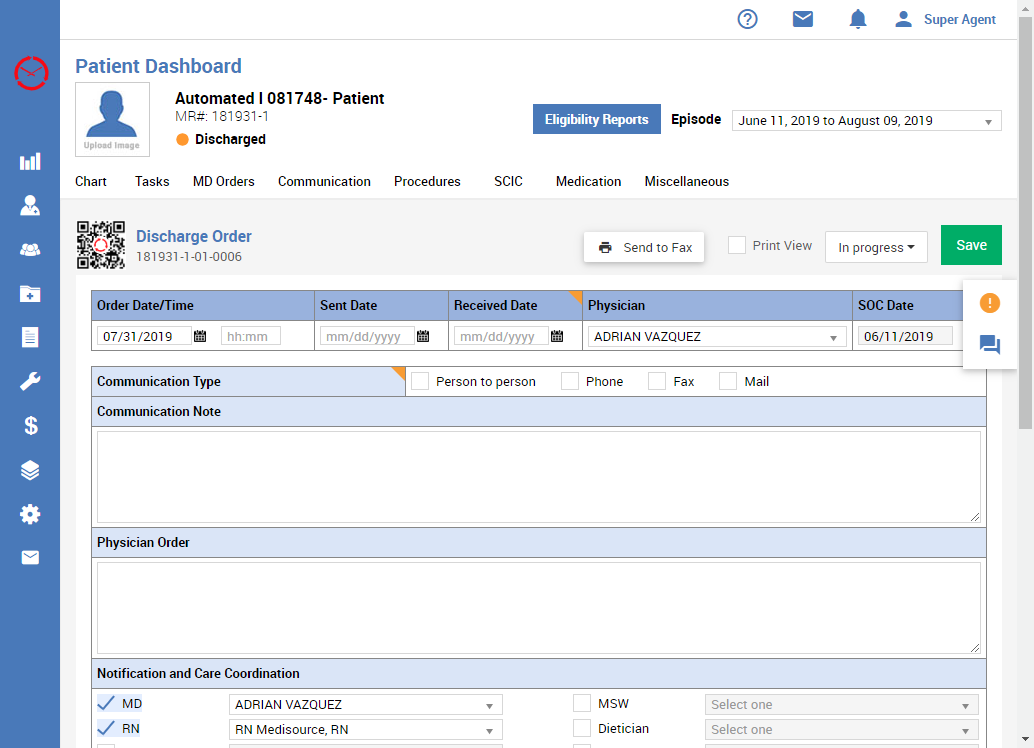 Super Agent
Patient Dashboard
Upload Image
Automated I 081748- Patient
MR#: 181931-1
Discharged
Eligibility Reports
Episode
June 11, 2019 to August 09, 2019
Chart Tasks MD Orders Communication Procedures SCIC Medication Miscellaneous
Discharge Order
181931-1-01-0006
Send to Fax
Print View
In progress
Save
Order Date/Time Sent Date Received Date Physician SOC Date
07/31/2019 hh:mm mm/dd/yyyy mm/dd/yyyy ADRIAN VAZQUEZ 06/11/2019
Communication Type Person to person Phone Fax Mail
Communication Note
Physician Order
Notification and Care Coordination
MD ADRIAN VAZQUEZ MSW Select one
RN RN Medisource, RN Dietician Select one